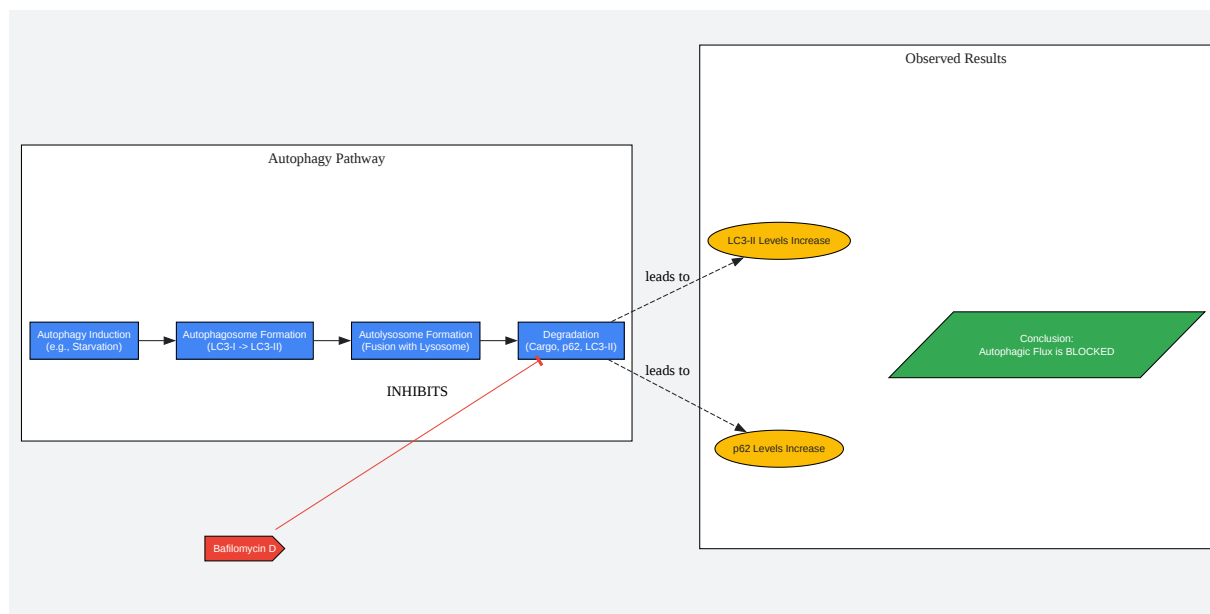 Observed Results
Autophagy Pathway
LC3-II Levels Increase
leads to
Autophagy Induction
(e.g., Starvation)
Autophagosome Formation
(LC3-I -> LC3-II)
Autolysosome Formation
(Fusion with Lysosome)
Degradation
(Cargo, p62, LC3-II)
Conclusion:
Autophagic Flux is BLOCKED
leads to
INHIBITS
p62 Levels Increase
Bafilomycin D